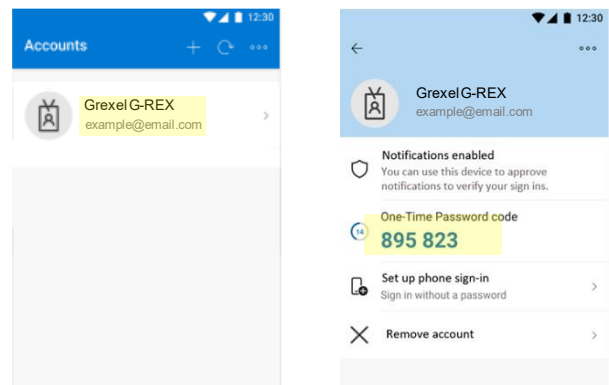 12:30
Accounts
Grexel G-REX
example@email.com
12:30
Grexel G-REX
example@email.com
Notifications enabled
You can use this device to approve
notifications to verify your sign ins.
One-Time Password code
14
895 823
Set up phone sign-in
Sign in without a password
Remove account